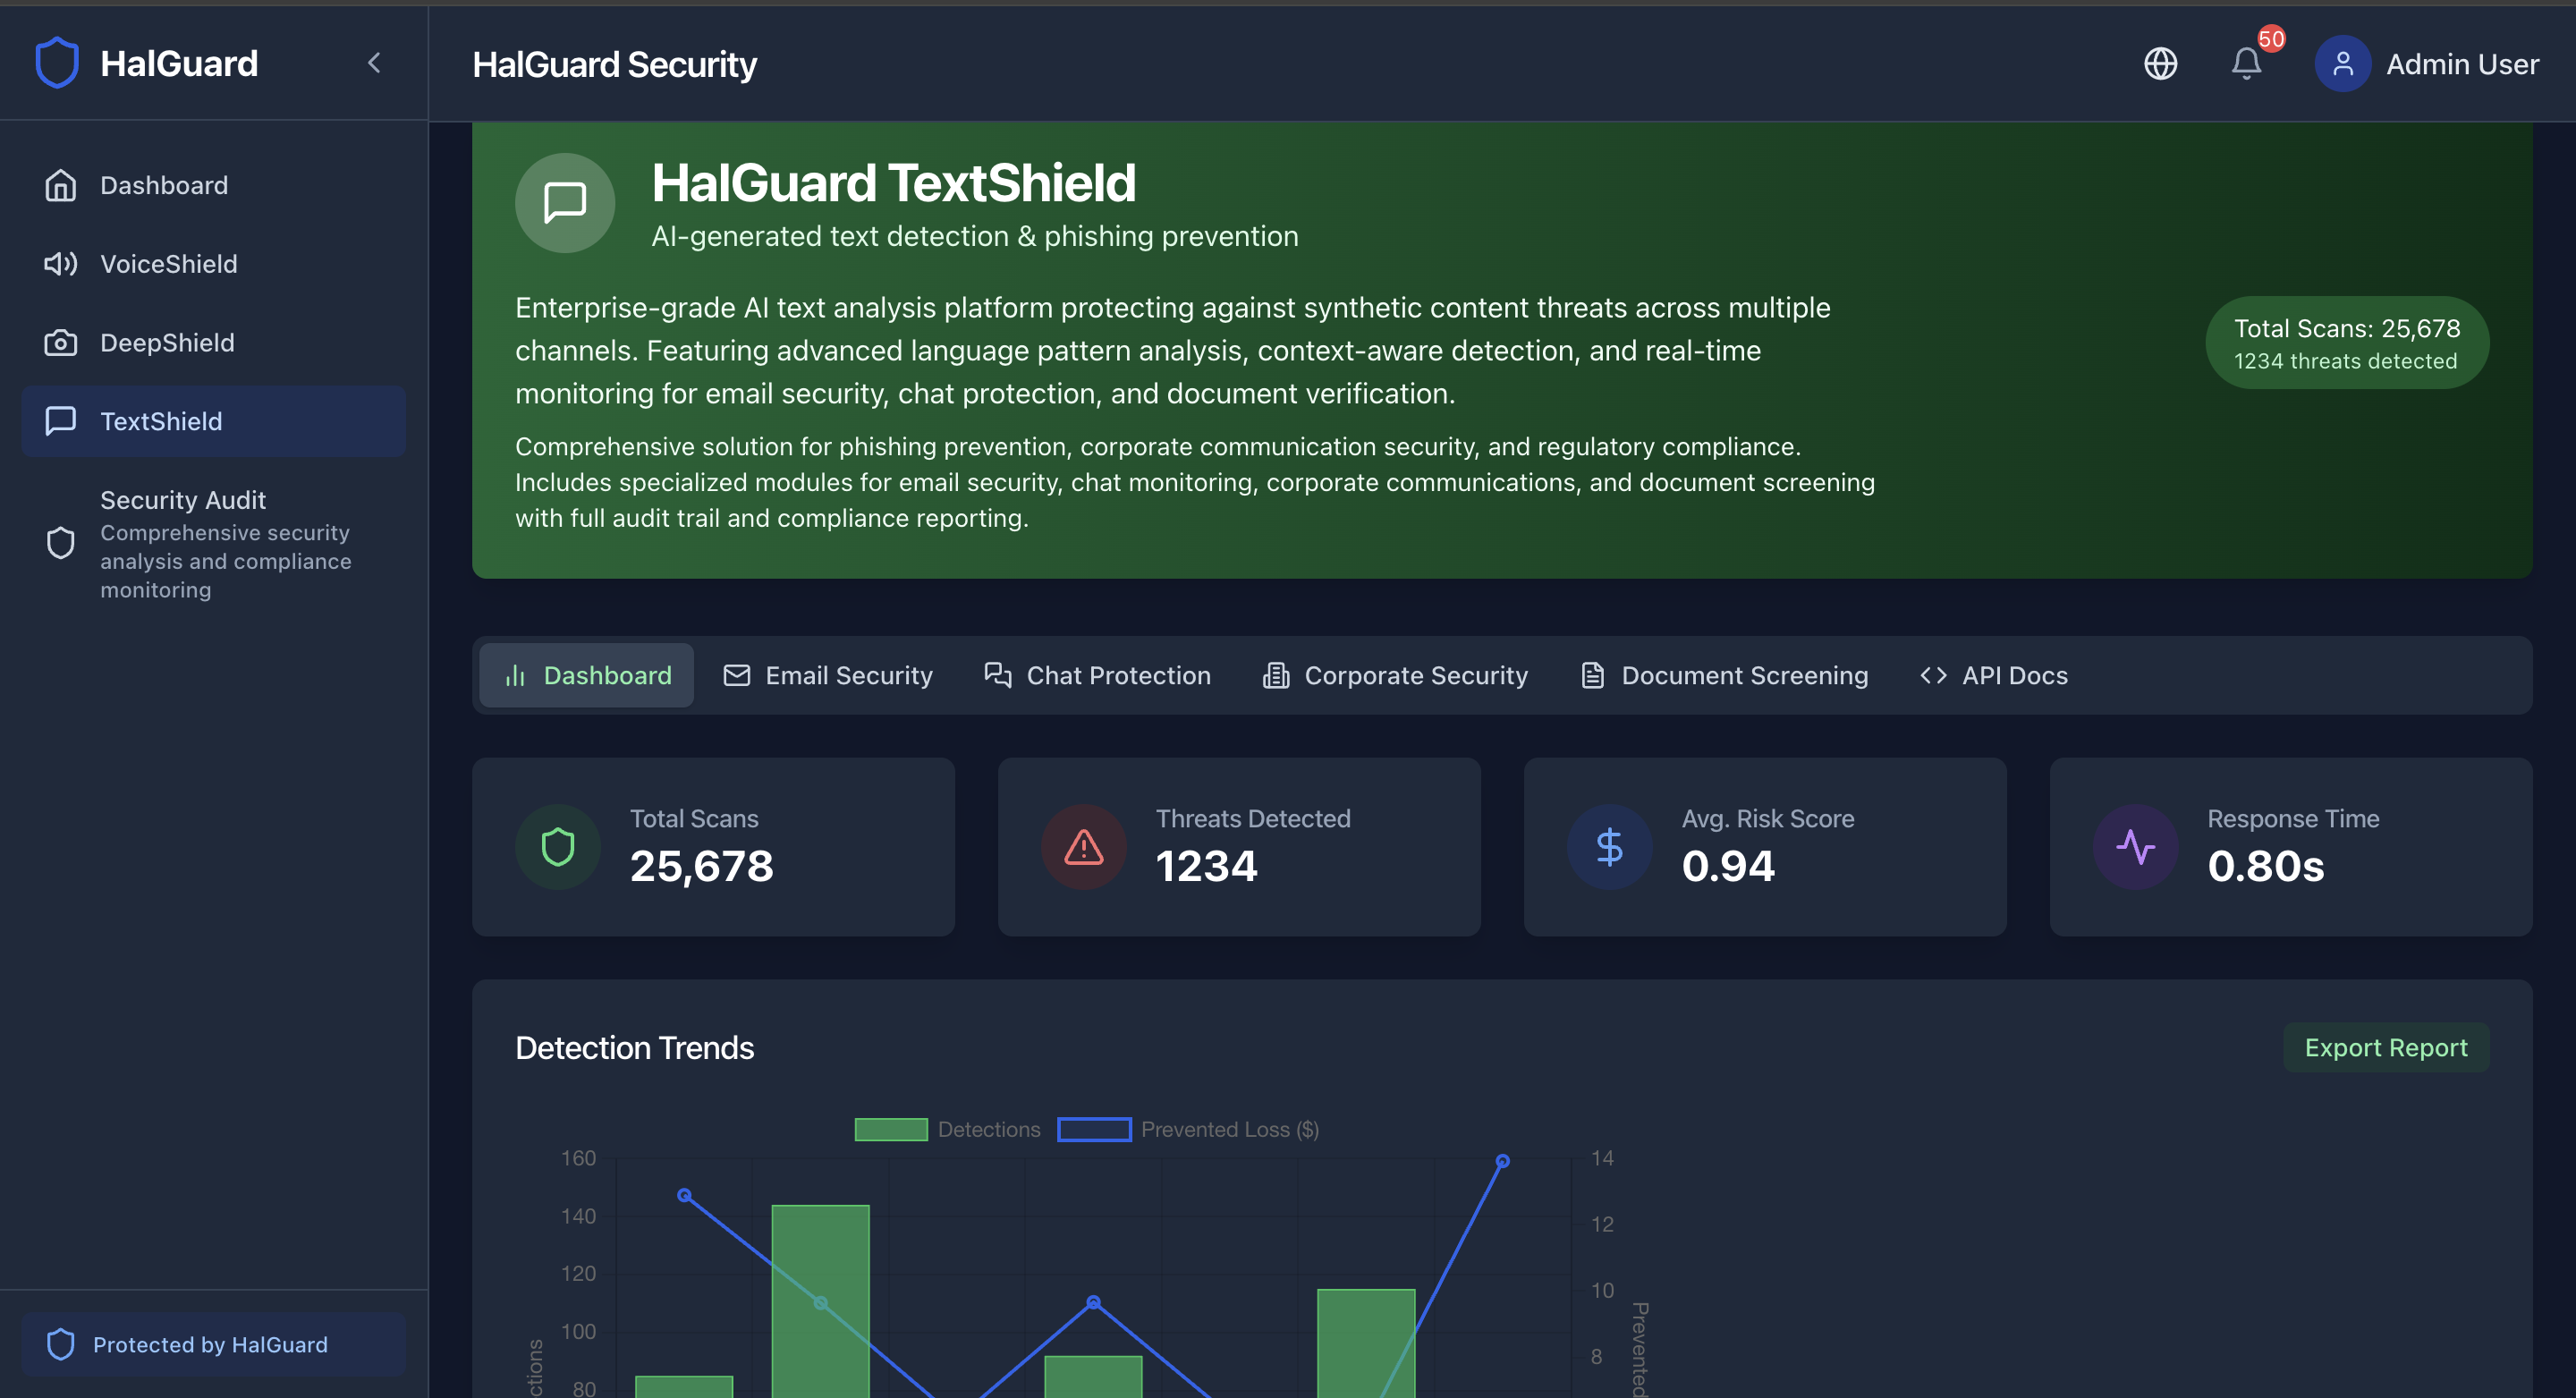 HalGuard
HalGuard Security
50
Admin User
Dashboard
VoiceShield
DeepShield
TextShield
Security Audit
Comprehensive security
analysis and compliance
monitoring
Protected by HalGuard
HalGuard TextShield
AI-generated text detection & phishing prevention
Enterprise-grade AI text analysis platform protecting against synthetic content threats across multiple
channels. Featuring advanced language pattern analysis, context-aware detection, and real-time
monitoring for email security, chat protection, and document verification.
Comprehensive solution for phishing prevention, corporate communication security, and regulatory compliance.
Includes specialized modules for email security, chat monitoring, corporate communications, and document screening
with full audit trail and compliance reporting.
Total Scans: 25,678
1234 threats detected
Dashboard
Email Security
Chat Protection
Corporate Security
Document Screening
API Docs
Total Scans
25,678
Threats Detected
1234
Avg. Risk Score
0.94
Response Time
0.80s
Detection Trends
Export Report
Detections
Prevented Loss ($)
160
140
120
100
80
14
12
10
8
Prevented